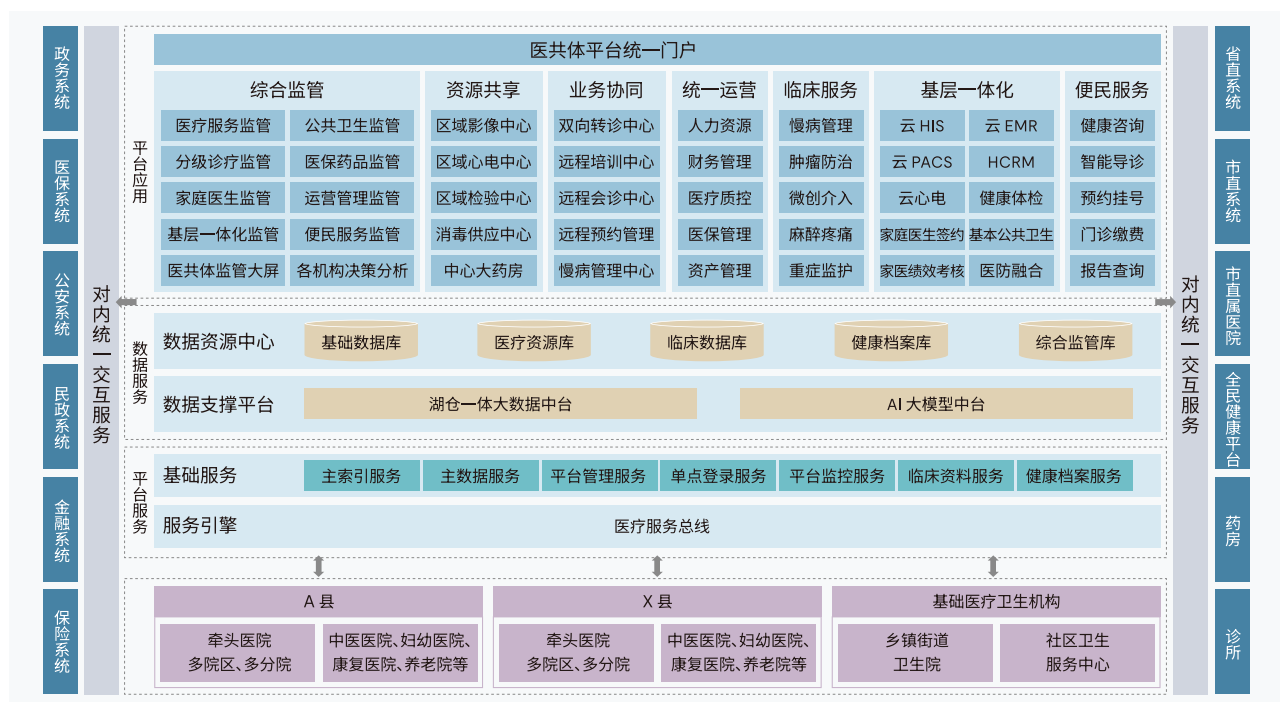 政务系统
医保系统
公安系统
民政系统
金融系统
保险系统
对内统一交互服务
医共体平台统一门户
平台应用
综合监管
医疗服务监管
公共卫生监管
分级诊疗监管
医保药品监管
家庭医生监管
运营管理监管
基层一体化监管
便民服务监管
医共体监管大屏
各机构决策分析
资源共享
区域影像中心
区域心电中心
区域检验中心
消毒供应中心
中心大药房
业务协同
双向转诊中心
远程培训中心
远程会诊中心
远程预约管理
慢病管理中心
统一运营
人力资源
财务管理
医疗质控
医保管理
资产管理
临床服务
慢病管理
肿瘤防治
微创介入
麻醉疼痛
重症监护
基层一体化
云 HIS
云 EMR
云 PACS
HCRM
云心电
健康体检
家庭医生签约
基本公共卫生
家医绩效考核
医防融合
便民服务
健康咨询
智能导诊
预约挂号
门诊缴费
报告查询
数据服务
数据资源中心
基础数据库
医疗资源库
临床数据库
健康档案库
综合监管库
数据支撑平台
湖仓一体大数据中台
AI 大模型中台
平台服务
基础服务
主索引服务
主数据服务
平台管理服务
单点登录服务
平台监控服务
临床资料服务
健康档案服务
服务引擎
医疗服务总线
A 县
牵头医院
多院区、多分院
中医医院、妇幼医院、
康复医院、养老院等
X 县
牵头医院
多院区、多分院
中医医院、妇幼医院、
康复医院、养老院等
基础医疗卫生机构
乡镇街道
卫生院
社区卫生
服务中心
对内统一交互服务
省直系统
市直系统
市直属医院
全民健康平台
药房
诊所